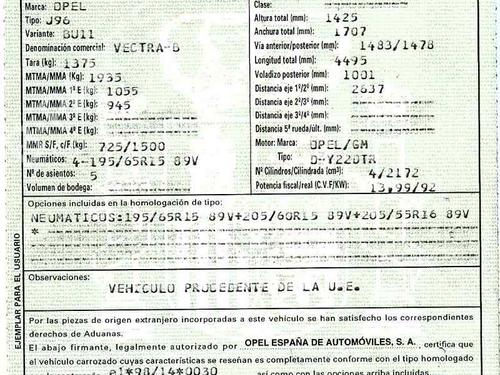 Marca: OPEL
Tipo: J96
Variante: BU11
Denominación comercial: VECTRA-B
Tara (kg): 1375
MTMA/MMA (Kg): 1935
MTMA/MMA 1º E (Kg): 1055
MTMA/MMA 2º E (Kg): 945
MTMA/MMA 3º E (Kg):
MTMA/MMA 4º E (Kg):
MMR S/F, c/F.(kg): 725/1500
Neumáticos: 4-195/65R15 89V
Nº de asientos: 5
Volumen de bodega:
Clase:
Altura total (mm): 1425
Anchura total (mm): 1707
Vía anterior/posterior (mm): 1483/1478
Longitud total (mm): 4495
Voladizo posterior (mm): 1001
Distancia eje 1º/2º (mm): 2637
Distancia eje 2º/3º (mm):
Distancia eje 3º/4º (mm):
Distancia 5ª rueda/últ. (mm):
Motor: Marca: OPEL/GM
Tipo: D-Y22DTR
Nº Cilindros/Cilindrada (cm³): 4/2172
Potencia fiscal/real (C.V.F/KW): 13,99/92
Opciones incluidas en la homologación de tipo:
NEUMATICOS:195/65R15 89V*205/60R15 89V*205/55R16 89V
*
Observaciones:
VEHICULO PROCEDENTE DE LA U.E.
EJEMPLAR PARA EL USUARIO
Por las piezas de origen extranjero incorporadas a este vehículo se han satisfecho los correspondientes
derechos de Aduanas.
El abajo firmante, legalmente autorizado por OPEL ESPAÑA DE AUTOMÓVILES, S. A., certifica que
el vehículo carrozado cuyas características se reseñan es completamente conforme con el tipo homologado
e1*98/14*0030 así como con las opciones arriba incluidas.